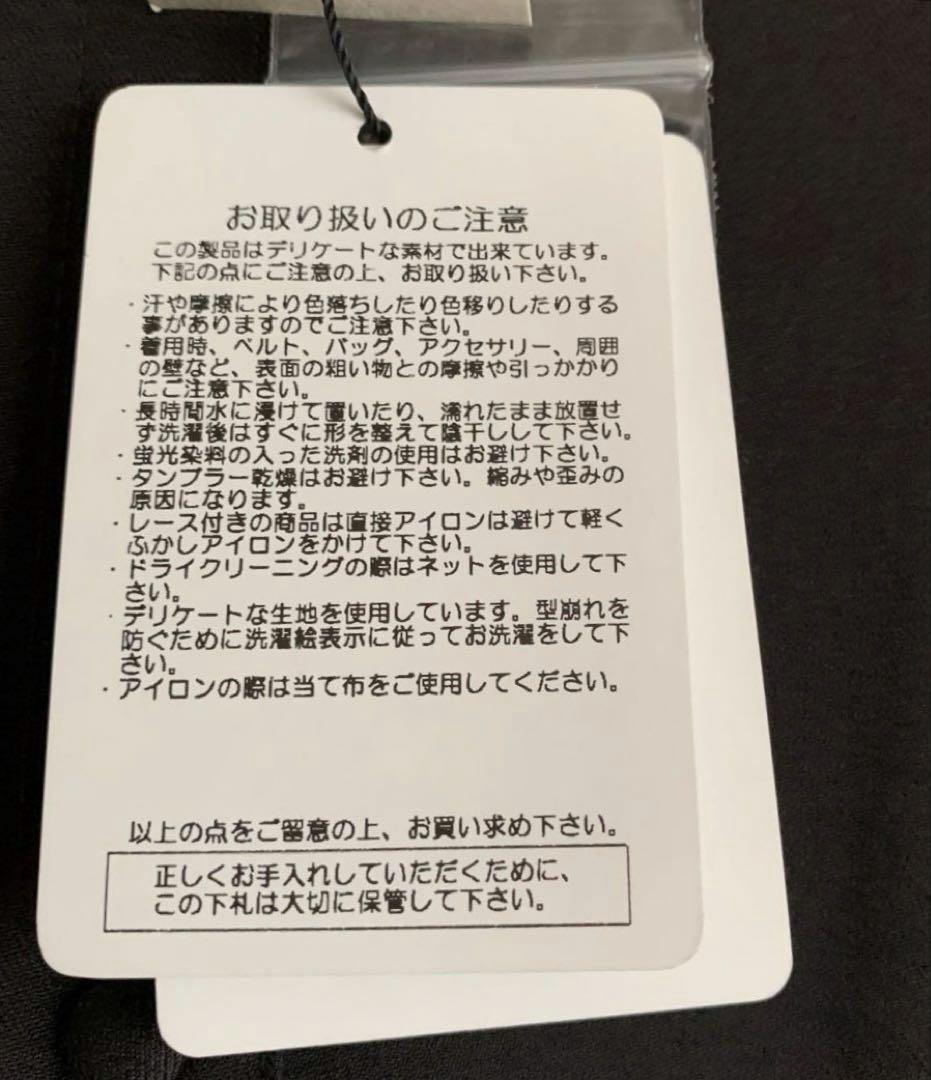 お取り扱いのご注意
この製品はデリケートな素材で出来ています。
下記の点にご注意の上、お取り扱い下さい。
・汗や摩擦により色落ちしたり色移りしたりする
事がありますのでご注意下さい。
・着用時、ベルト、バッグ、アクセサリー、周囲
の壁など、表面の粗い物との摩擦や引っかかり
にご注意下さい。
・長時間水に浸けて置いたり、濡れたまま放置せ
ず洗濯後はすぐに形を整えて陰干しして下さい。
・蛍光染料の入った洗剤の使用はお避け下さい。
・タンブラー乾燥はお避け下さい。縮みや歪みの
原因になります。
・レース付きの商品は直接アイロンは避けて軽く
ふかしアイロンをかけて下さい。
・ドライクリーニングの際はネットを使用して下
さい。
・デリケートな生地を使用しています。型崩れを
防ぐために洗濯絵表示に従ってお洗濯をして下
さい。
・アイロンの際は当て布をご使用してください。
以上の点をご留意の上、お買い求め下さい。
正しくお手入れしていただくために、
この下札は大切に保管して下さい。